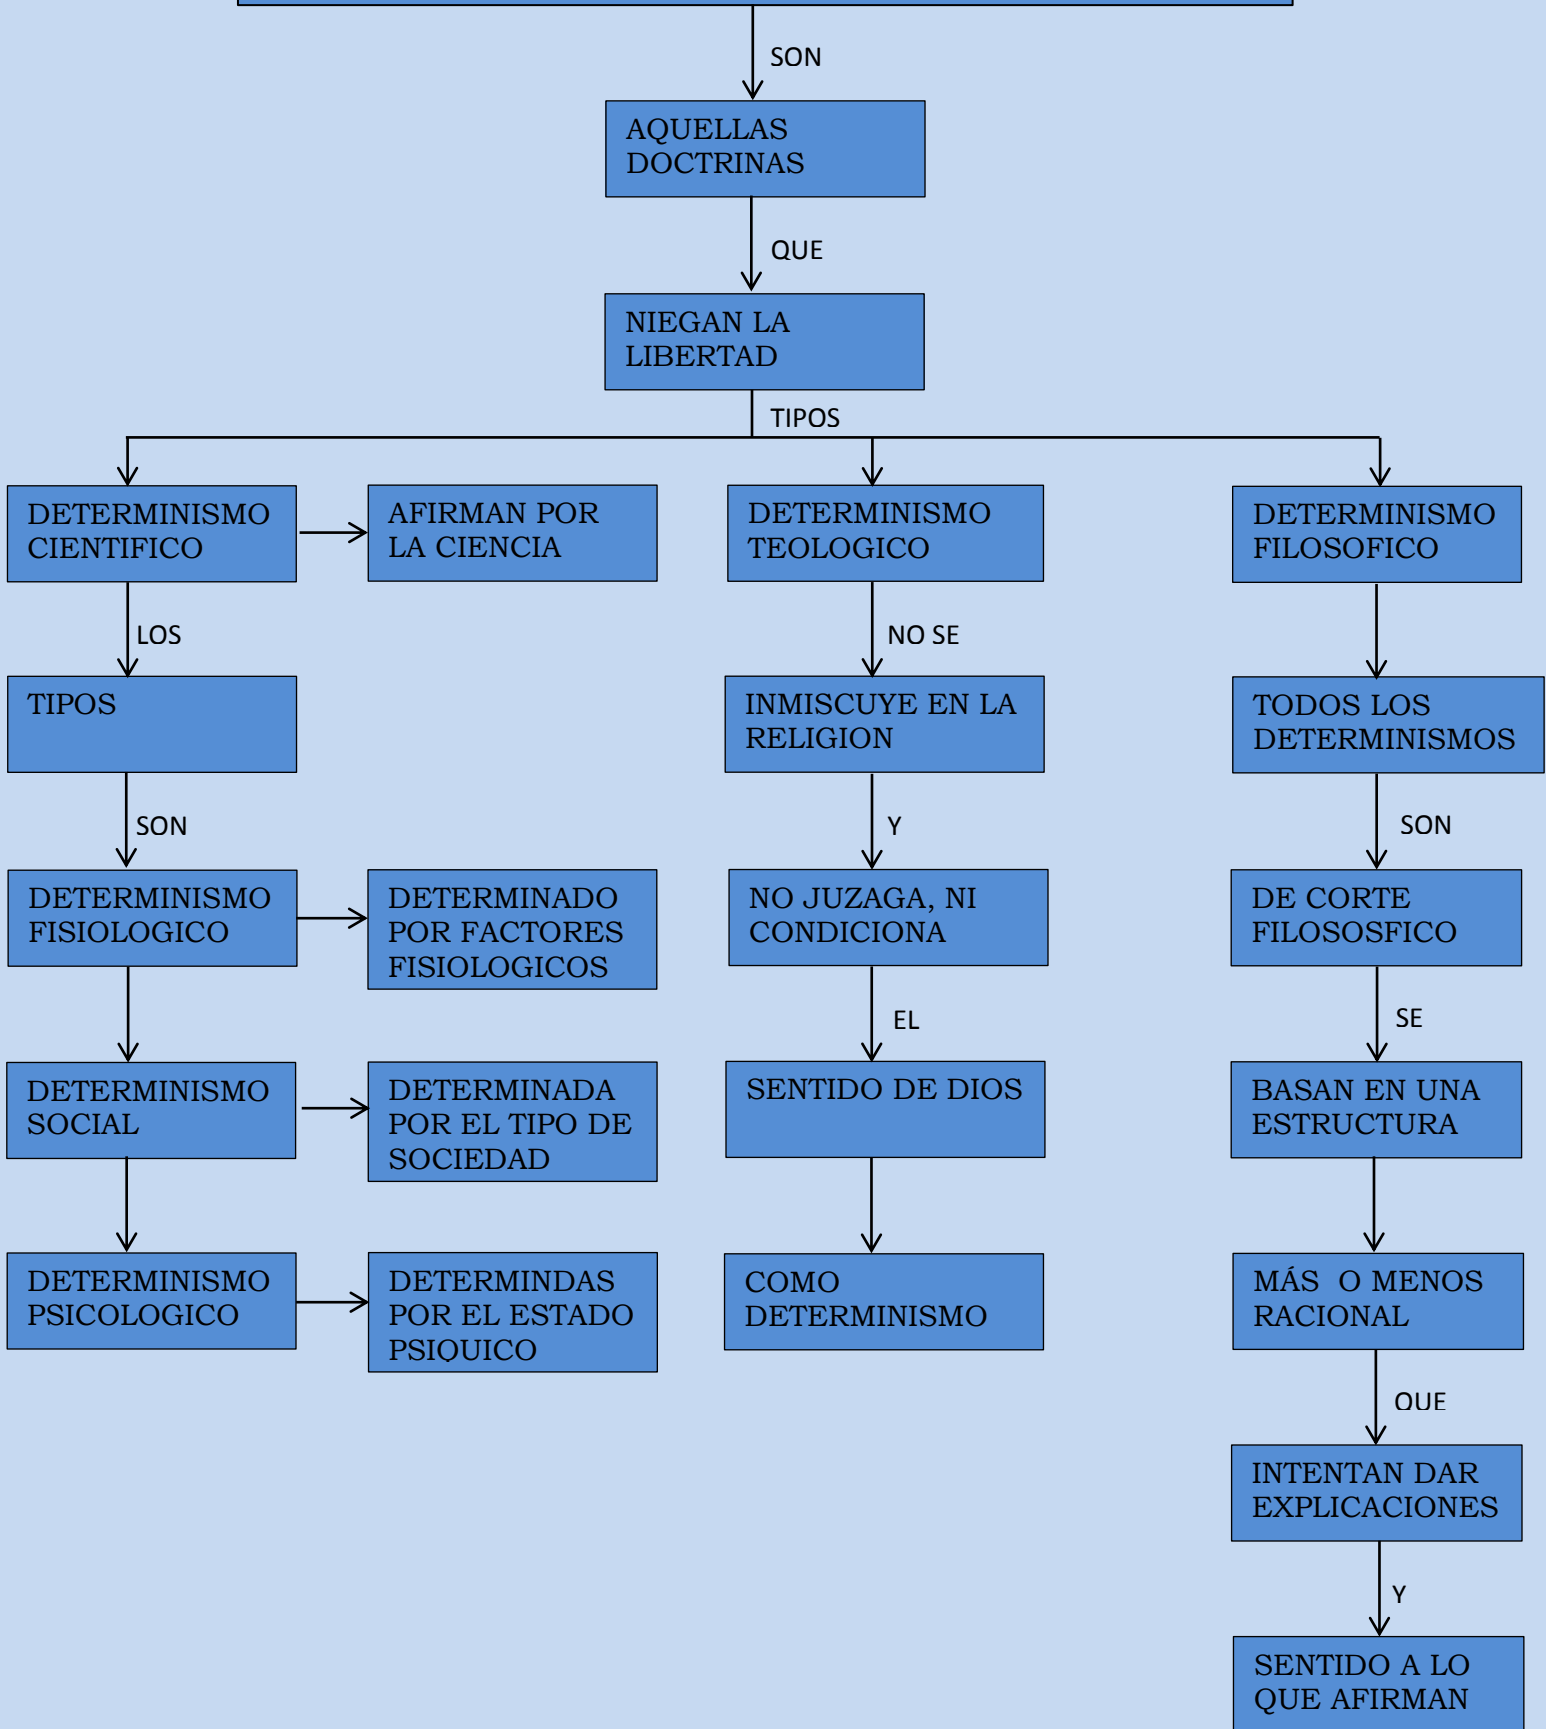 SON
AQUELLAS
DOCTRINAS
QUE
NIEGAN LA
LIBERTAD
TIPOS
DETERMINISMO
CIENTIFICO
AFIRMAN POR
LA CIENCIA
DETERMINISMO
TEOLOGICO
DETERMINISMO
FILOSOFICO
LOS
NO SE
TIPOS
INMISCUYE EN LA
RELIGION
TODOS LOS
DETERMINISMOS
SON
Y
SON
DETERMINISMO
FISIOLOGICO
DETERMINADO
POR FACTORES
FISIOLOGICOS
NO JUZAGA, NI
CONDICIONA
DE CORTE
FILOSOSFICO
EL
SE
DETERMINISMO
SOCIAL
DETERMINADA
POR EL TIPO DE
SOCIEDAD
SENTIDO DE DIOS
BASAN EN UNA
ESTRUCTURA
DETERMINISMO
PSICOLOGICO
DETERMINDAS
POR EL ESTADO
PSIQUICO
COMO
DETERMINISMO
MÁS O MENOS
RACIONAL
QUE
INTENTAN DAR
EXPLICACIONES
Y
SENTIDO A LO
QUE AFIRMAN